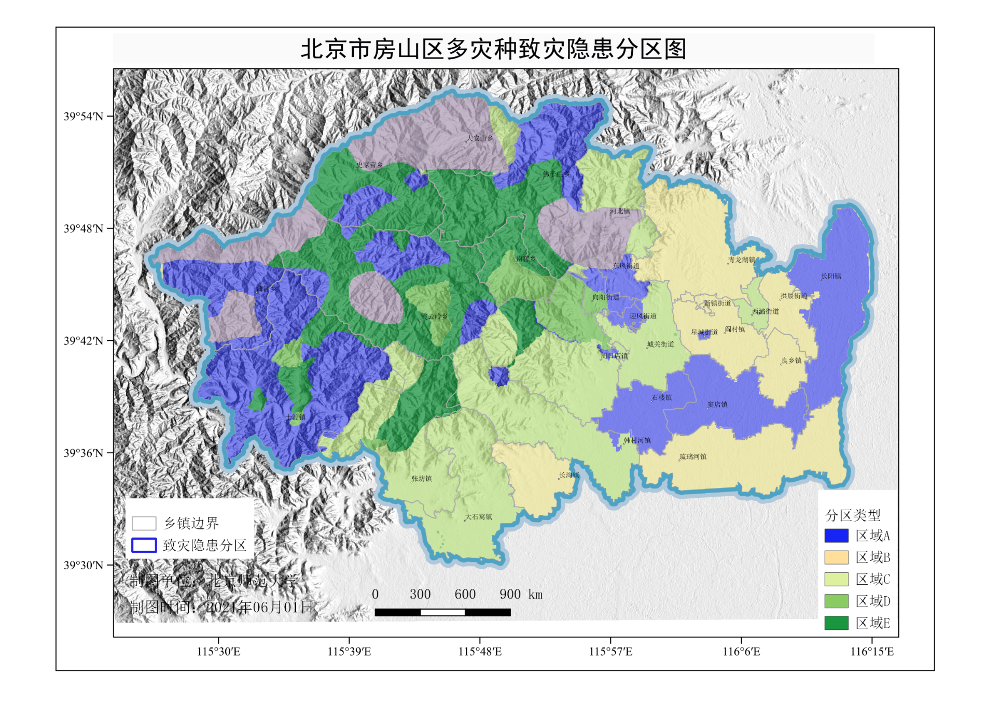 北京市房山区多灾种致灾隐患分区图
39°54′N
39°48′N
39°42′N
39°36′N
39°30′N
大安山乡
史家营乡
佛子庄乡
河北镇
南窖乡
东风街道
青龙湖镇
长阳镇
蒲洼乡
向阳街道
新镇街道
拱辰街道
霞云岭乡
迎风街道
西潞街道
星城街道
阎村镇
城关街道
周口店镇
良乡镇
十渡镇
石楼镇
窦店镇
韩村河镇
琉璃河镇
张坊镇
长沟镇
大石窝镇
乡镇边界
致灾隐患分区
制图单位：北京师范大学
制图时间：2021年06月01日
0 300 600 900 km
分区类型
区域A
区域B
区域C
区域D
区域E
115°30′E 115°39′E 115°48′E 115°57′E 116°6′E 116°15′E